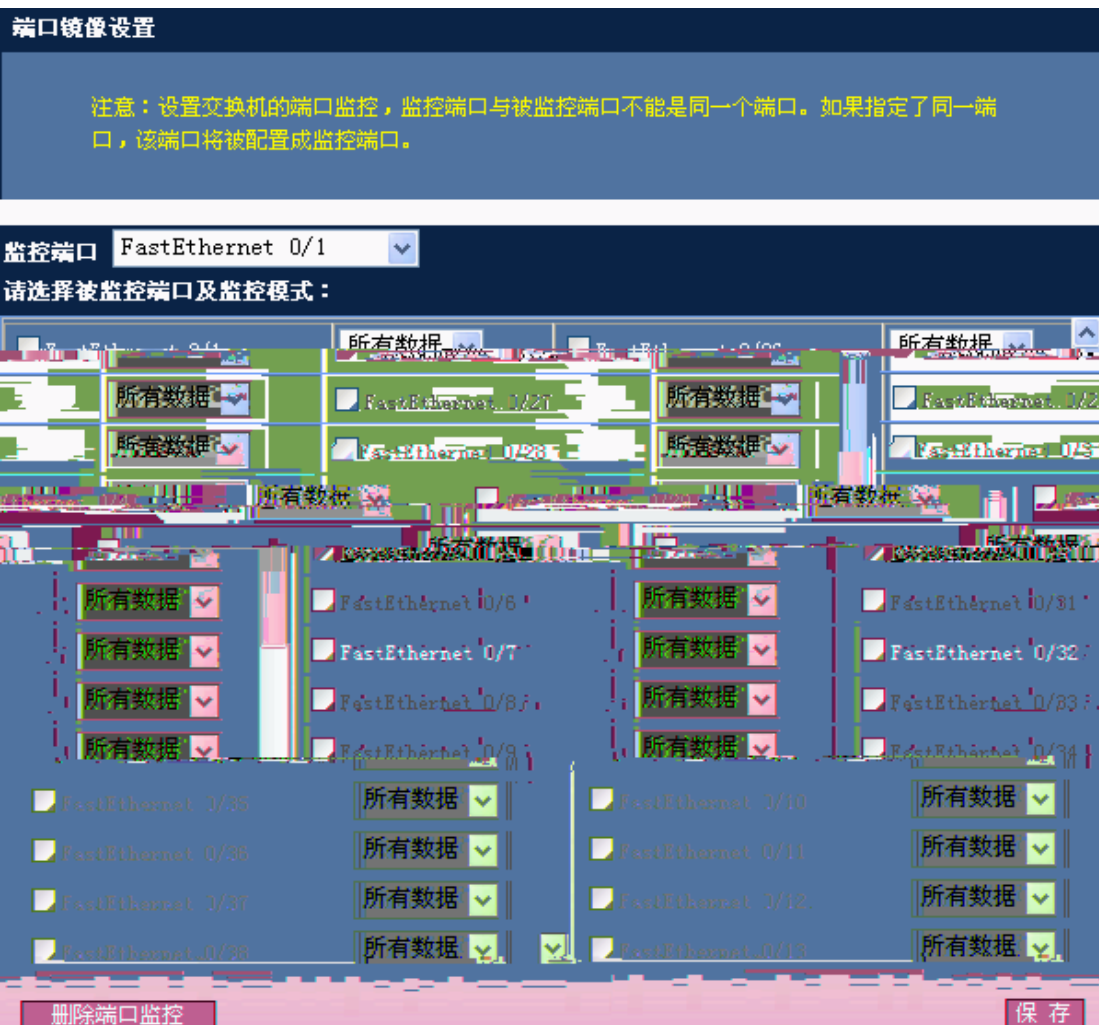 端口镜像设置
注意：设置交换机的端口监控，监控端口与被监控端口不能是同一个端口。如果指定了同一端
口，该端口将被配置成监控端口。
监控端口 FastEthernet 0/1
请选择被监控端口及监控模式：
所有数据 所有数据
所有数据 FastEthernet 0/27 所有数据 FastEthernet
所有数据 FastEthernet 0/28 所有数据 FastEthernet
所有数据 所有数据
所有数据 FastEthernet 0/6 所有数据 FastEthernet 0/31
所有数据 FastEthernet 0/7 所有数据 FastEthernet 0/32
所有数据 FastEthernet 0/8 所有数据 FastEthernet 0/33
所有数据 FastEthernet 0/9 所有数据 FastEthernet 0/34
FastEthernet 0/35 所有数据 FastEthernet 0/10 所有数据
FastEthernet 0/36 所有数据 FastEthernet 0/11 所有数据
FastEthernet 0/37 所有数据 FastEthernet 0/12 所有数据
FastEthernet 0/38 所有数据 FastEthernet 0/13 所有数据
删除端口监控 保 存